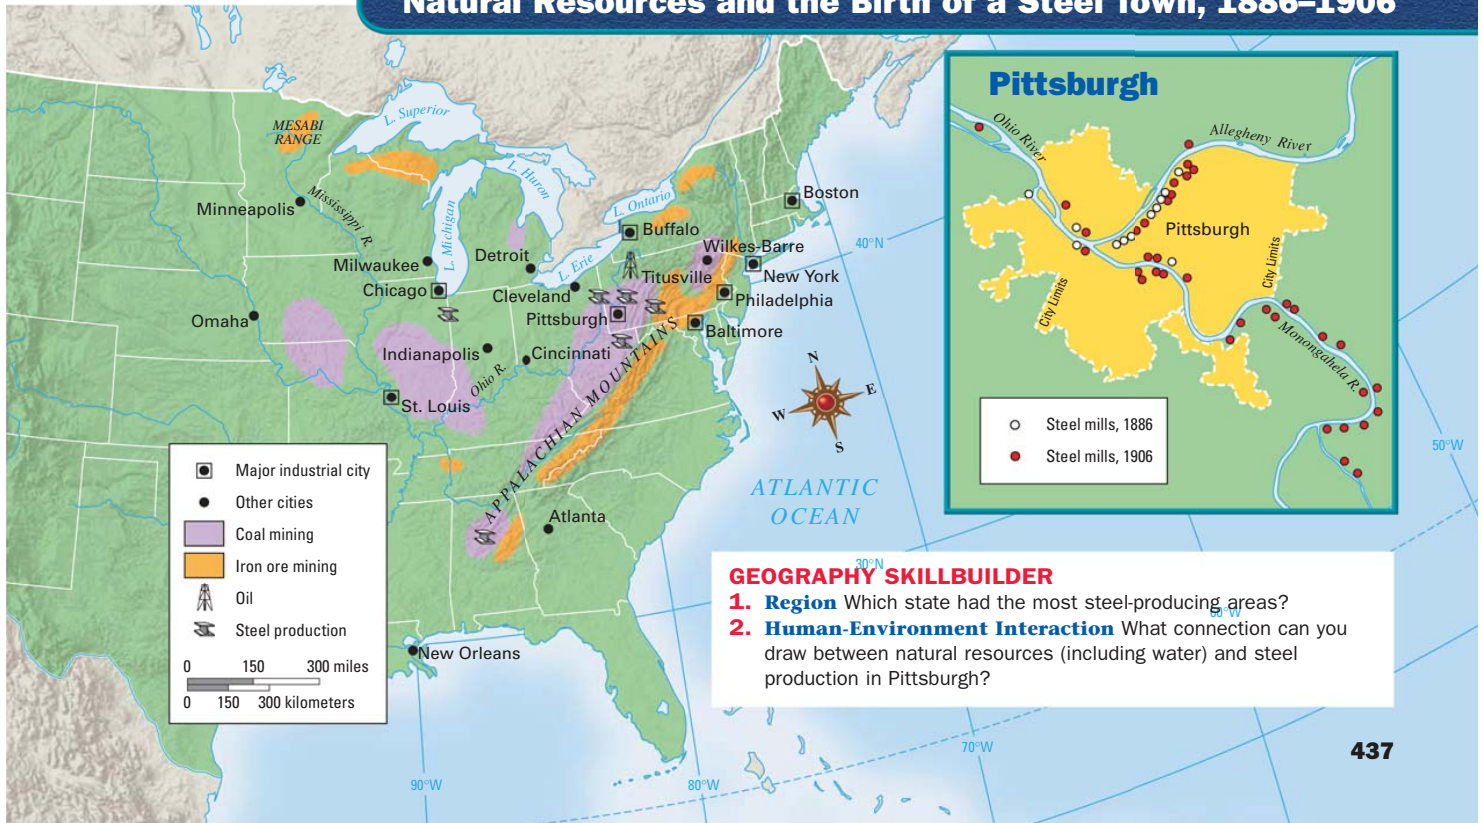 Natural Resources and the Birth of a Steel Town, 1886–1906
MESABI
RANGE
L. Superior
L. Huron
L. Michigan
L. Ontario
L. Erie
Mississippi R.
Ohio R.
Minneapolis
Milwaukee
Chicago
Detroit
Cleveland
Buffalo
Boston
Wilkes-Barre
Titusville
New York
Philadelphia
Pittsburgh
Baltimore
Omaha
Indianapolis
Cincinnati
St. Louis
APPALACHIAN MOUNTAINS
Atlanta
New Orleans
ATLANTIC
OCEAN
N
E
W
S
40°N
30°N
50°W
60°W
70°W
80°W
90°W
Major industrial city
Other cities
Coal mining
Iron ore mining
Oil
Steel production
0 150 300 miles
0 150 300 kilometers
Pittsburgh
Ohio River
Allegheny River
Pittsburgh
City Limits
City Limits
Monongahela R.
Steel mills, 1886
Steel mills, 1906
GEOGRAPHY SKILLBUILDER
1. Region Which state had the most steel-producing areas?
2. Human-Environment Interaction What connection can you
draw between natural resources (including water) and steel
production in Pittsburgh?
437